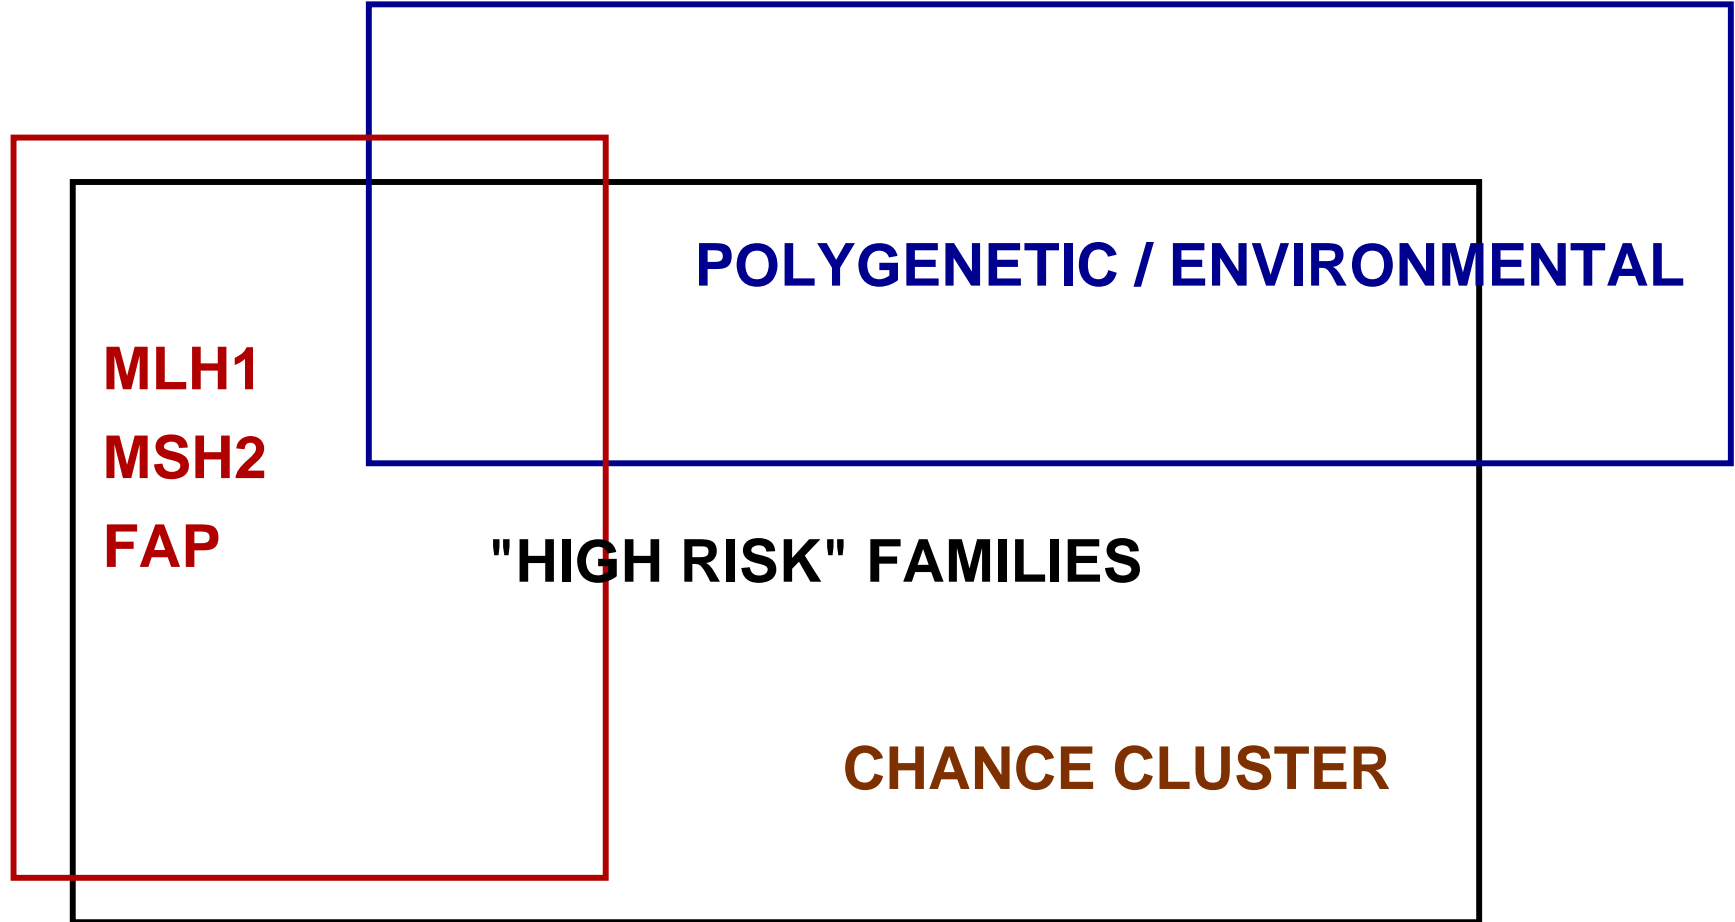 POLYGENETIC / ENVIRONMENTAL
MLH1
MSH2
FAP
"HIGH RISK" FAMILIES
CHANCE CLUSTER